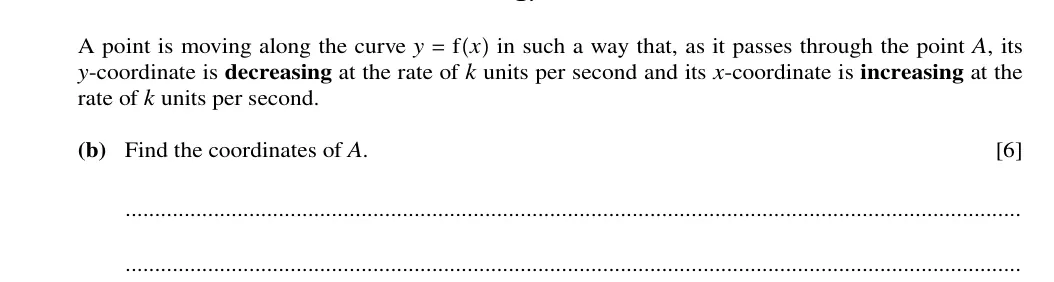 A point is moving along the curve y = f(x) in such a way that, as it passes through the point A, its
y-coordinate is decreasing at the rate of k units per second and its x-coordinate is increasing at the
rate of k units per second.
(b) Find the coordinates of A. [6]